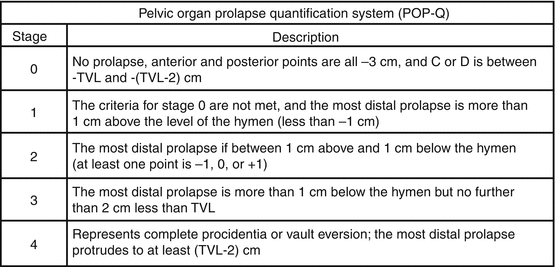 Pelvic organ prolapse quantification system (POP-Q)
Stage Description
0 No prolapse, anterior and posterior points are all –3 cm, and C or D is between
-TVL and -(TVL-2) cm
1 The criteria for stage 0 are not met, and the most distal prolapse is more than
1 cm above the level of the hymen (less than –1 cm)
2 The most distal prolapse if between 1 cm above and 1 cm below the hymen
(at least one point is –1, 0, or +1)
3 The most distal prolapse is more than 1 cm below the hymen but no further
than 2 cm less than TVL
4 Represents complete procidentia or vault eversion; the most distal prolapse
protrudes to at least (TVL-2) cm